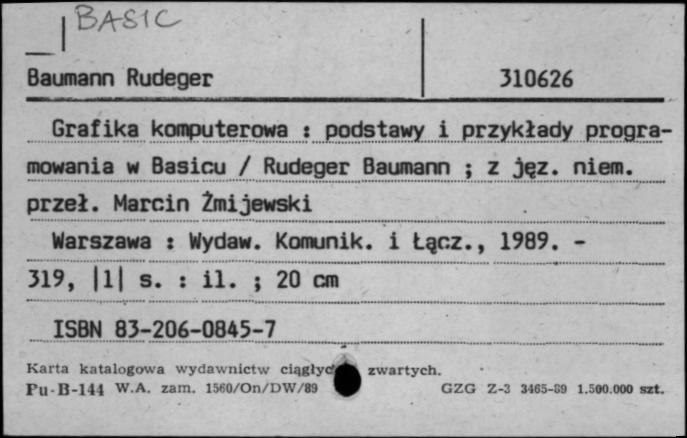 BASIC
Baumann Rudeger 310626
Grafika komputerowa : podstawy i przykłady progra-
mowania w Basicu / Rudeger Baumann ; z jęz. niem.
przeł. Marcin Żmijewski
Warszawa : Wydaw. Komunik. i Łącz., 1989. -
319, |1| s. : il. ; 20 cm
ISBN 83-206-0845-7
Karta katalogowa wydawnictw zwartych.
Pu-B-144 W.A. zam. 1560/On/DW/89 GZG Z-3 3465-89 1.500.000 szt.